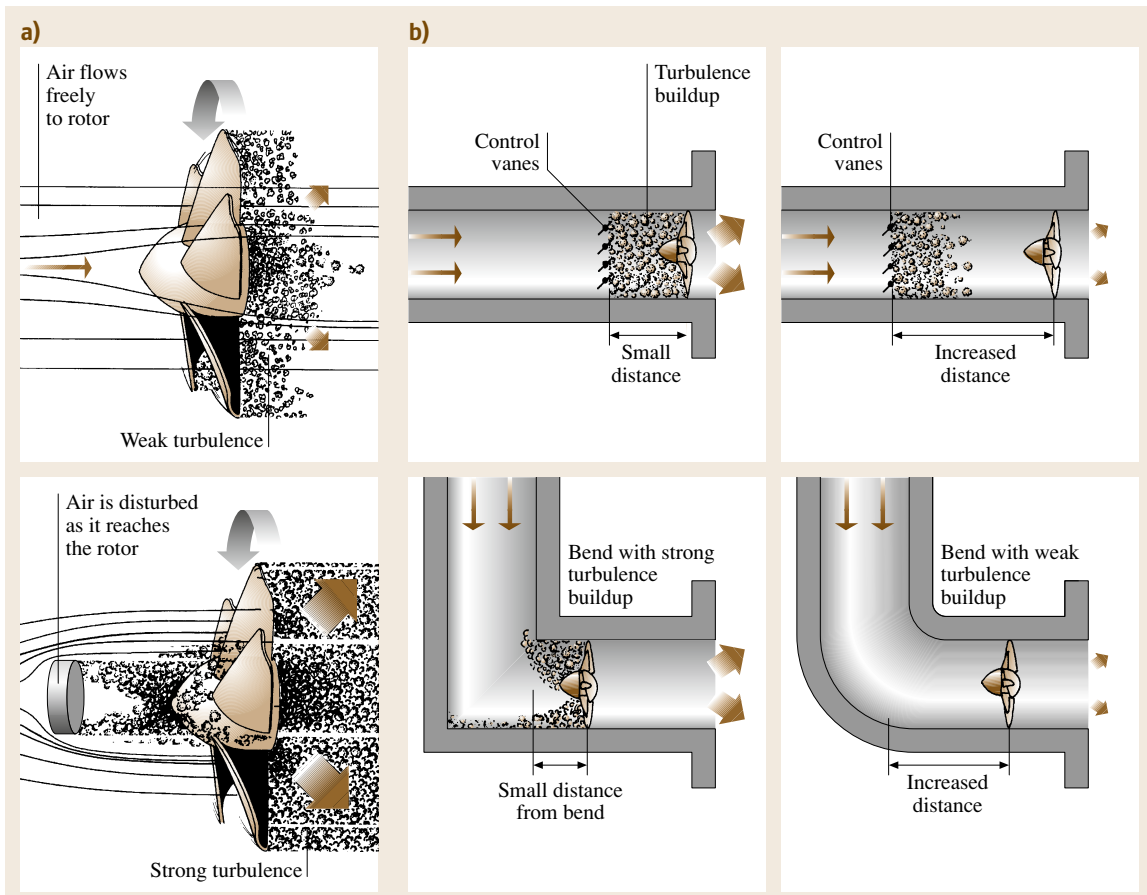 a)
Air flows
freely
to rotor
Weak turbulence
Air is disturbed
as it reaches
the rotor
Strong turbulence
b)
Turbulence
buildup
Control
vanes
Small
distance
Control
vanes
Increased
distance
Bend with strong
turbulence
buildup
Small distance
from bend
Bend with weak
turbulence
buildup
Increased
distance